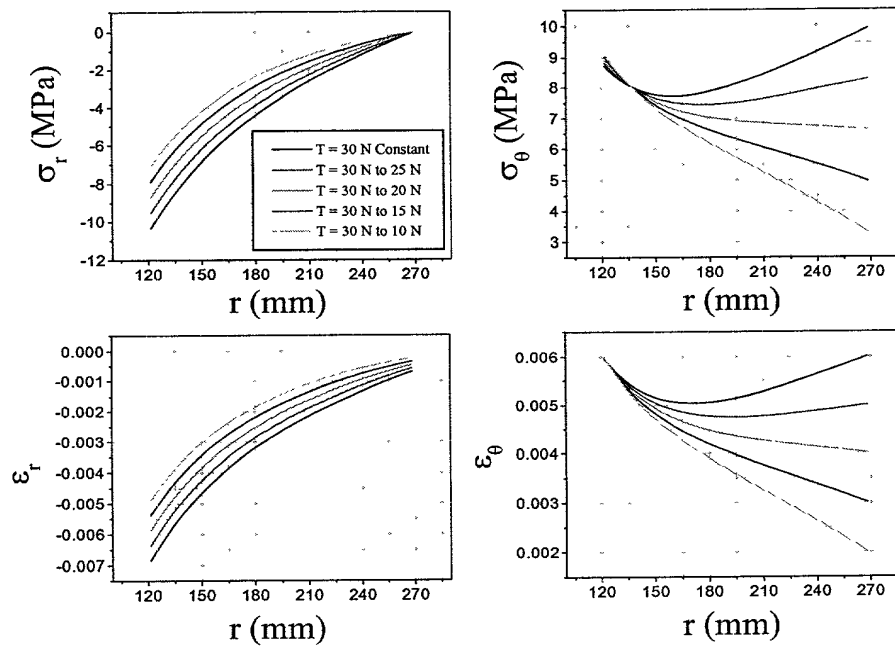 σr (MPa)
0
-2
-4
-6
-8
-10
-12
T = 30 N Constant
T = 30 N to 25 N
T = 30 N to 20 N
T = 30 N to 15 N
T = 30 N to 10 N
120 150 180 210 240 270
r (mm)
σθ (MPa)
10
9
8
7
6
5
4
3
120 150 180 210 240 270
r (mm)
εr
0.000
-0.001
-0.002
-0.003
-0.004
-0.005
-0.006
-0.007
120 150 180 210 240 270
r (mm)
εθ
0.006
0.005
0.004
0.003
0.002
120 150 180 210 240 270
r (mm)